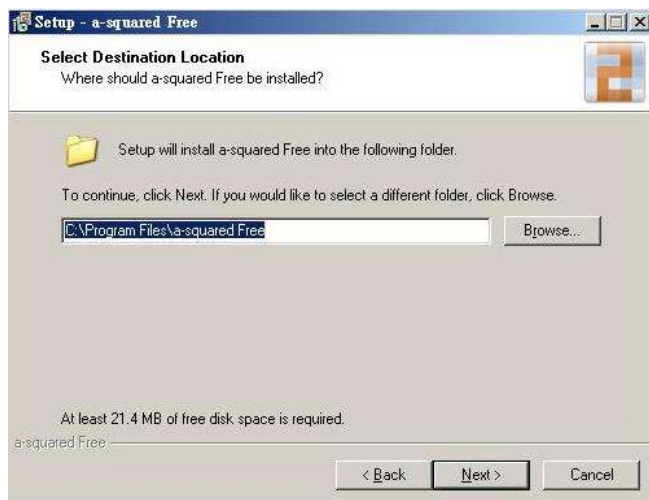 Setup - a-squared Free
Select Destination Location
Where should a-squared Free be installed?
Setup will install a-squared Free into the following folder.
To continue, click Next. If you would like to select a different folder, click Browse.
C:\Program Files\a-squared Free
Browse...
At least 21.4 MB of free disk space is required.
a-squared Free
< Back
Next >
Cancel